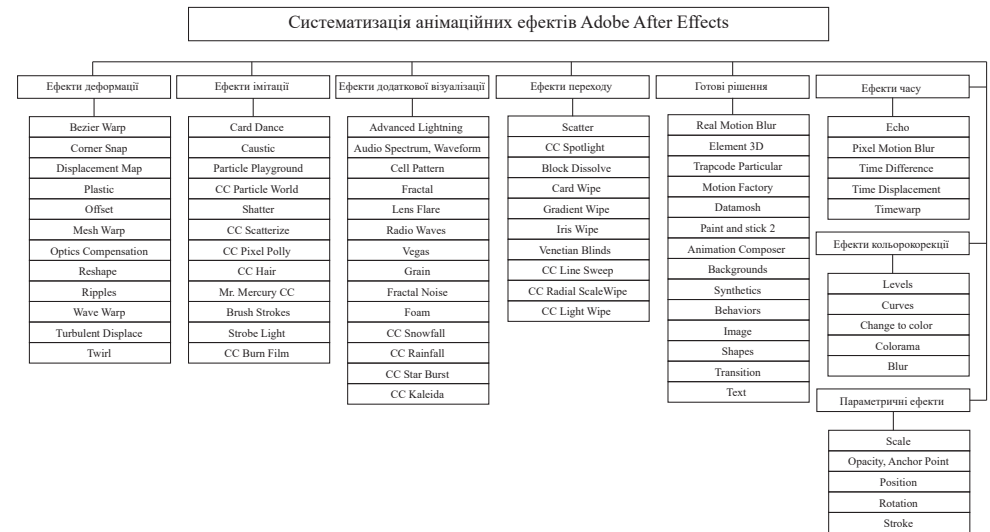 Систематизація анімаційних ефектів Adobe After Effects
Ефекти деформації
Bezier Warp
Corner Snap
Displacement Map
Plastic
Offset
Mesh Warp
Optics Compensation
Reshape
Ripples
Wave Warp
Turbulent Displace
Twirl
Ефекти імітації
Card Dance
Caustic
Particle Playground
CC Particle World
Shatter
CC Scatterize
CC Pixel Polly
CC Hair
Mr. Mercury CC
Brush Strokes
Strobe Light
CC Burn Film
Ефекти додаткової візуалізації
Advanced Lightning
Audio Spectrum, Waveform
Cell Pattern
Fractal
Lens Flare
Radio Waves
Vegas
Grain
Fractal Noise
Foam
CC Snowfall
CC Rainfall
CC Star Burst
CC Kaleida
Ефекти переходу
Scatter
CC Spotlight
Block Dissolve
Card Wipe
Gradient Wipe
Iris Wipe
Venetian Blinds
CC Line Sweep
CC Radial ScaleWipe
CC Light Wipe
Готові рішення
Real Motion Blur
Element 3D
Trapcode Particular
Motion Factory
Datamosh
Paint and stick 2
Animation Composer
Backgrounds
Synthetics
Behaviors
Image
Shapes
Transition
Text
Ефекти часу
Echo
Pixel Motion Blur
Time Difference
Time Displacement
Timewarp
Ефекти кольорокорекції
Levels
Curves
Change to color
Colorama
Blur
Параметричні ефекти
Scale
Opacity, Anchor Point
Position
Rotation
Stroke